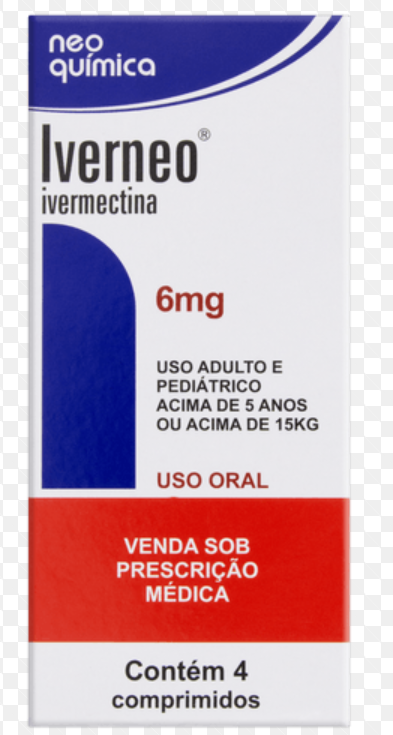 neo
química
Iverneo®
ivermectina
6mg
USO ADULTO E
PEDIÁTRICO
ACIMA DE 5 ANOS
OU ACIMA DE 15KG
USO ORAL
VENDA SOB
PRESCRIÇÃO
MÉDICA
Contém 4
comprimidos